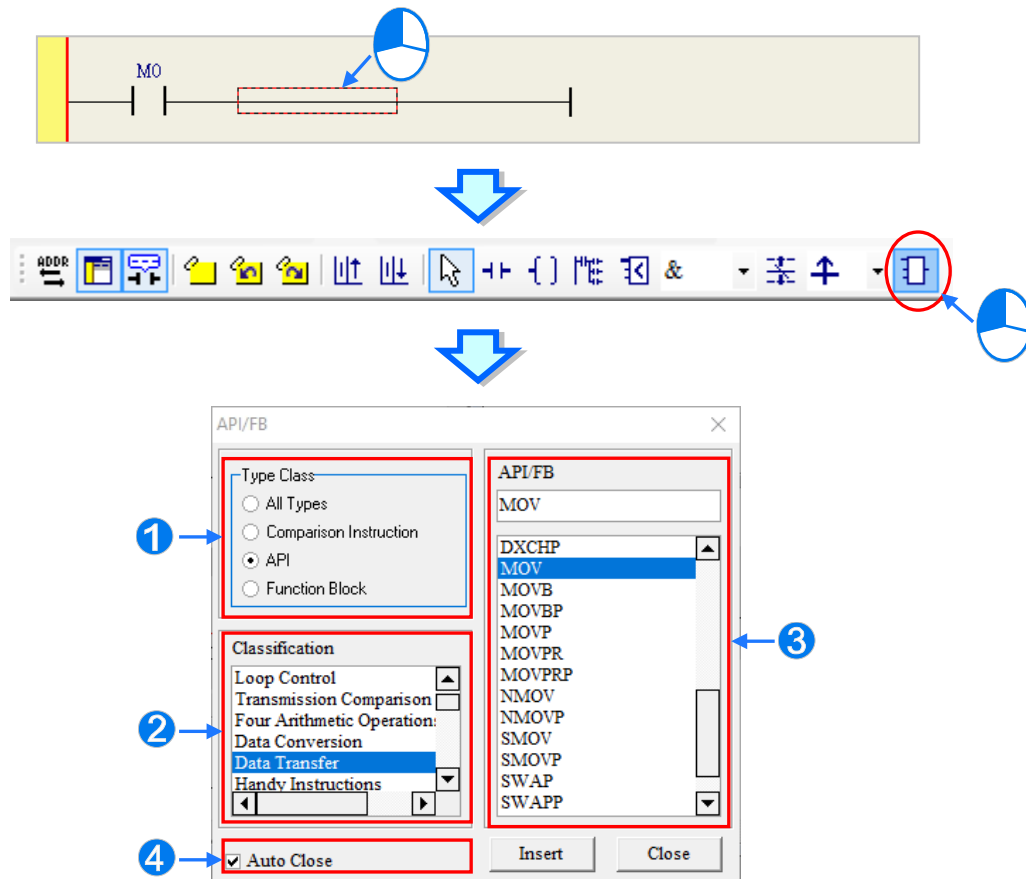 M0
ADDR
&
API/FB
Type Class
All Types
Comparison Instruction
API
Function Block
1
Classification
Loop Control
Transmission Comparison
Four Arithmetic Operation
Data Conversion
Data Transfer
Handy Instructions
2
4
Auto Close
API/FB
MOV
DXCHP
MOV
MOVB
MOVBP
MOVP
MOVPR
MOVPRP
NMOV
NMOVP
SMOV
SMOVP
SWAP
SWAPP
3
Insert
Close